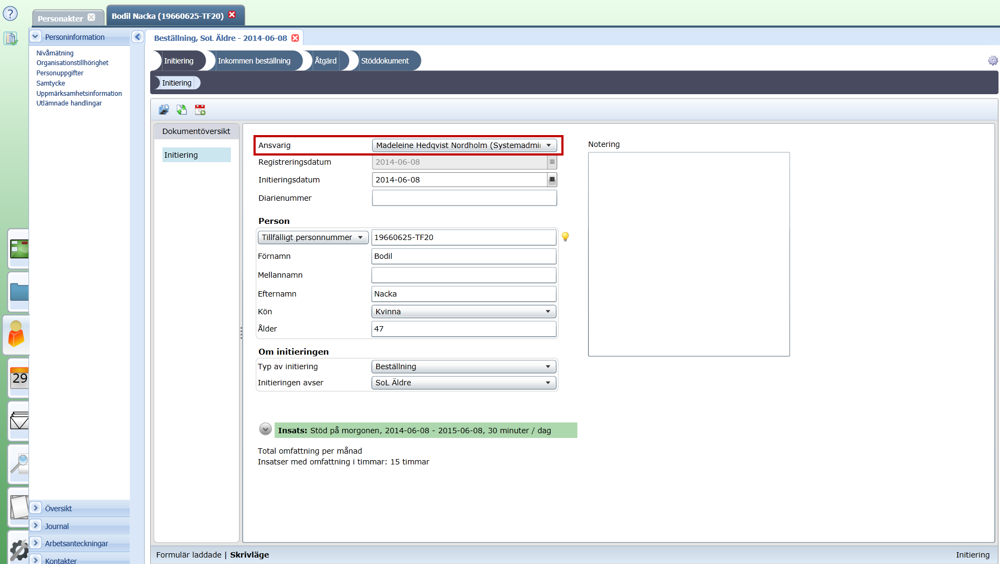 ?
Personakter
Bodil Nacka (19660625-TF20)
Personinformation
Nivåmätning
Organisationstillhörighet
Personuppgifter
Samtycke
Uppmärksamhetsinformation
Utlämnade handlingar
29
Översikt
Journal
Arbetsanteckningar
Kontakter
Beställning, SoL Äldre - 2014-06-08
Initiering
Inkommen beställning
Åtgärd
Stöddokument
Initiering
Dokumentöversikt
Initiering
Ansvarig Madeleine Hedqvist Nordholm (Systemadmi
Registreringsdatum 2014-06-08
Initieringsdatum 2014-06-08
Diarienummer
Person
Tillfälligt personnummer 19660625-TF20
Förnamn Bodil
Mellannamn
Efternamn Nacka
Kön Kvinna
Ålder 47
Om initieringen
Typ av initiering Beställning
Initieringen avser SoL Äldre
Insats: Stöd på morgonen, 2014-06-08 - 2015-06-08, 30 minuter / dag
Total omfattning per månad
Insatser med omfattning i timmar: 15 timmar
Notering
Formulär laddade | Skrivläge
Initiering